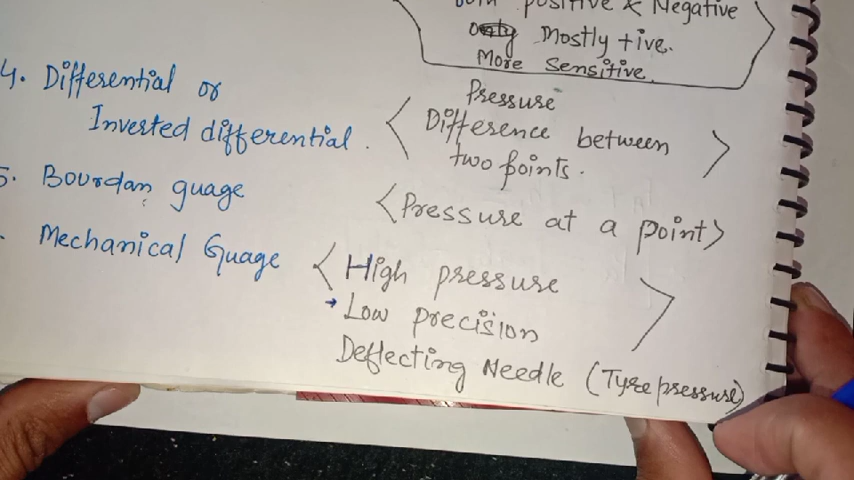 both positive & Negative
only Mostly +ive.
More Sensitive.
4. Differential or
Inverted differential.
Pressure
Difference between
two points.
5. Bourdan guage
<Pressure at a point>
Mechanical Guage
High pressure
Low precision
Deflecting Needle (Tyre pressure)